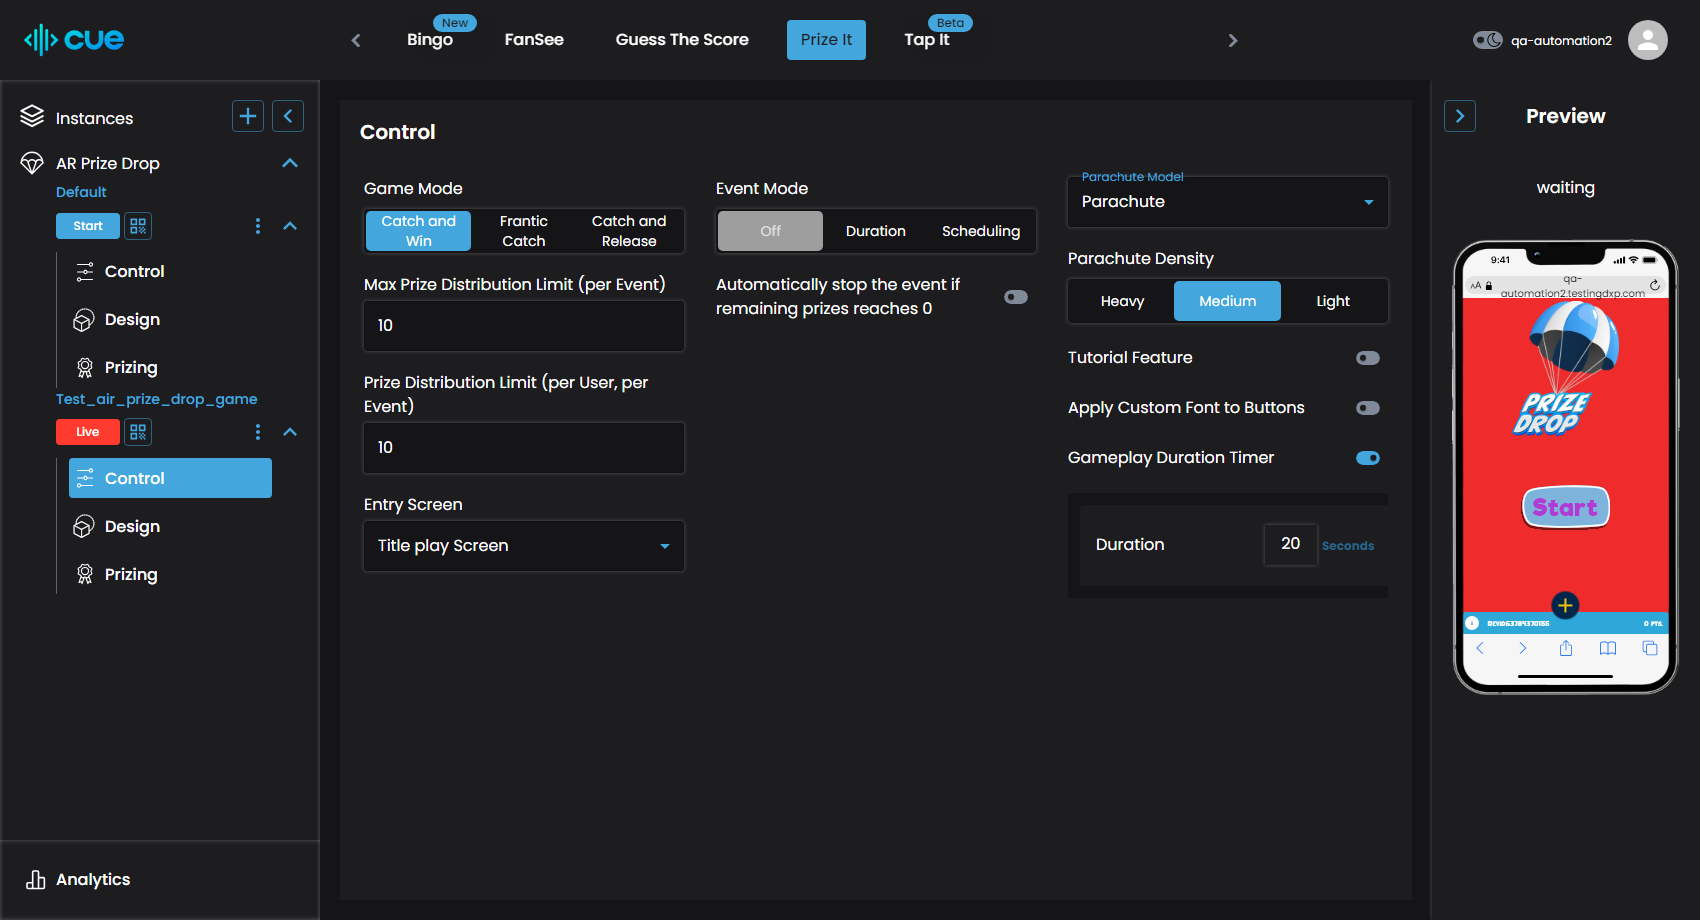 cue
New
Bingo
FanSee
Guess The Score
Prize It
Beta
Tap It
qa-automation2
Instances
AR Prize Drop
Default
Start
Control
Design
Prizing
Test_air_prize_drop_game
Live
Control
Design
Prizing
Analytics
Control
Game Mode
Catch and
Win
Frantic
Catch
Catch and
Release
Max Prize Distribution Limit (per Event)
10
Prize Distribution Limit (per User, per
Event)
10
Entry Screen
Title play Screen
Event Mode
Off
Duration
Scheduling
Automatically stop the event if
remaining prizes reaches 0
Parachute Model
Parachute
Parachute Density
Heavy
Medium
Light
Tutorial Feature
Apply Custom Font to Buttons
Gameplay Duration Timer
Duration
20
Seconds
Preview
waiting
9:41
AA
qa-
automation2.testingdxp.com
PRIZE
DROP
Start
0 PTS.